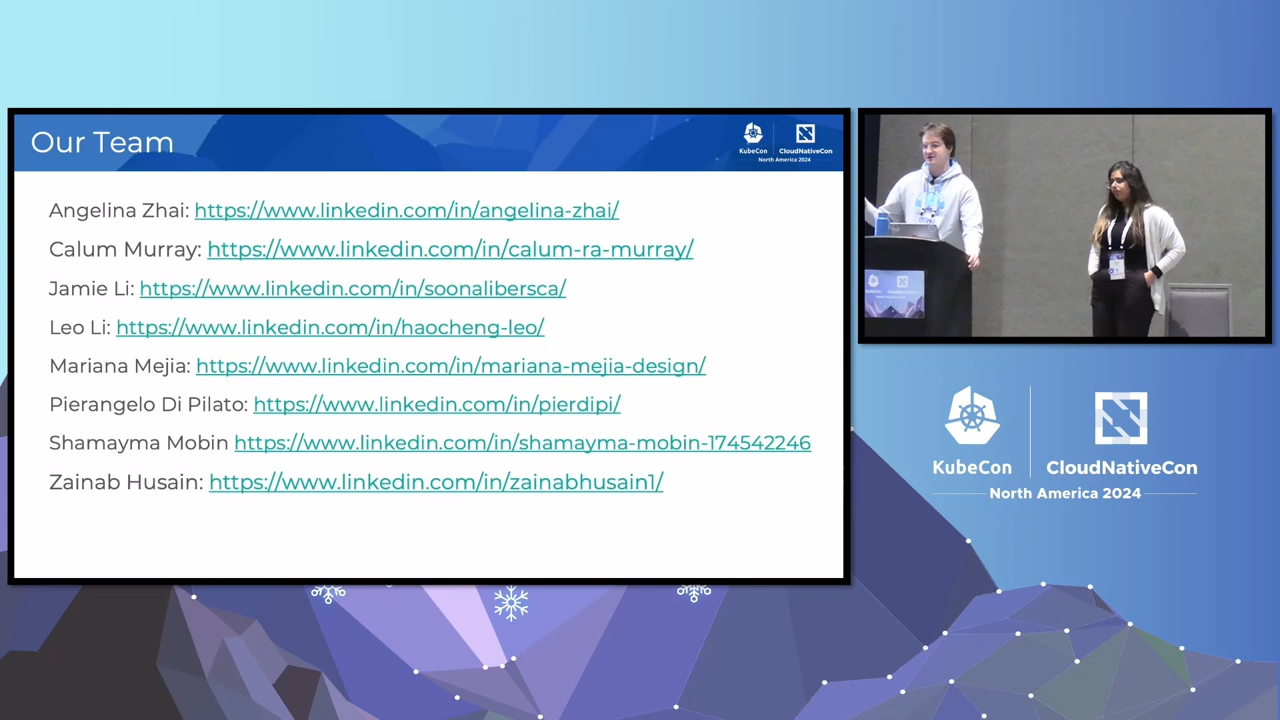 Our Team
KubeCon
CloudNativeCon
North America 2024
Angelina Zhai: https://www.linkedin.com/in/angelina-zhai/
Calum Murray: https://www.linkedin.com/in/calum-ra-murray/
Jamie Li: https://www.linkedin.com/in/soonalibersca/
Leo Li: https://www.linkedin.com/in/haocheng-leo/
Mariana Mejia: https://www.linkedin.com/in/mariana-mejia-design/
Pierangelo Di Pilato: https://www.linkedin.com/in/pierdipi/
Shamayma Mobin https://www.linkedin.com/in/shamayma-mobin-174542246
Zainab Husain: https://www.linkedin.com/in/zainabhusain1/
KubeCon
CloudNativeCon
North America 2024